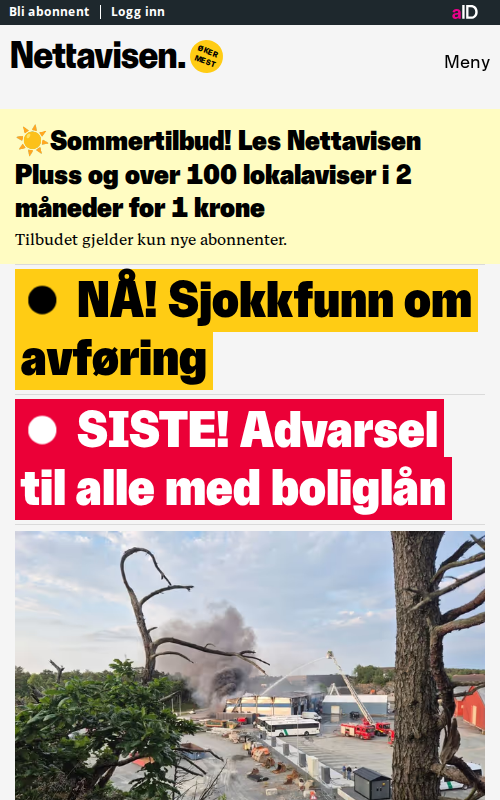 Bli abonnent
Logg inn
aID
Nettavisen.
ØKER
MEST
Meny
Sommertilbud! Les Nettavisen
Pluss og over 100 lokalaviser i 2
måneder for 1 krone
Tilbudet gjelder kun nye abonnenter.
NÅ! Sjokkfunn om
avføring
SISTE! Advarsel
til alle med boliglån